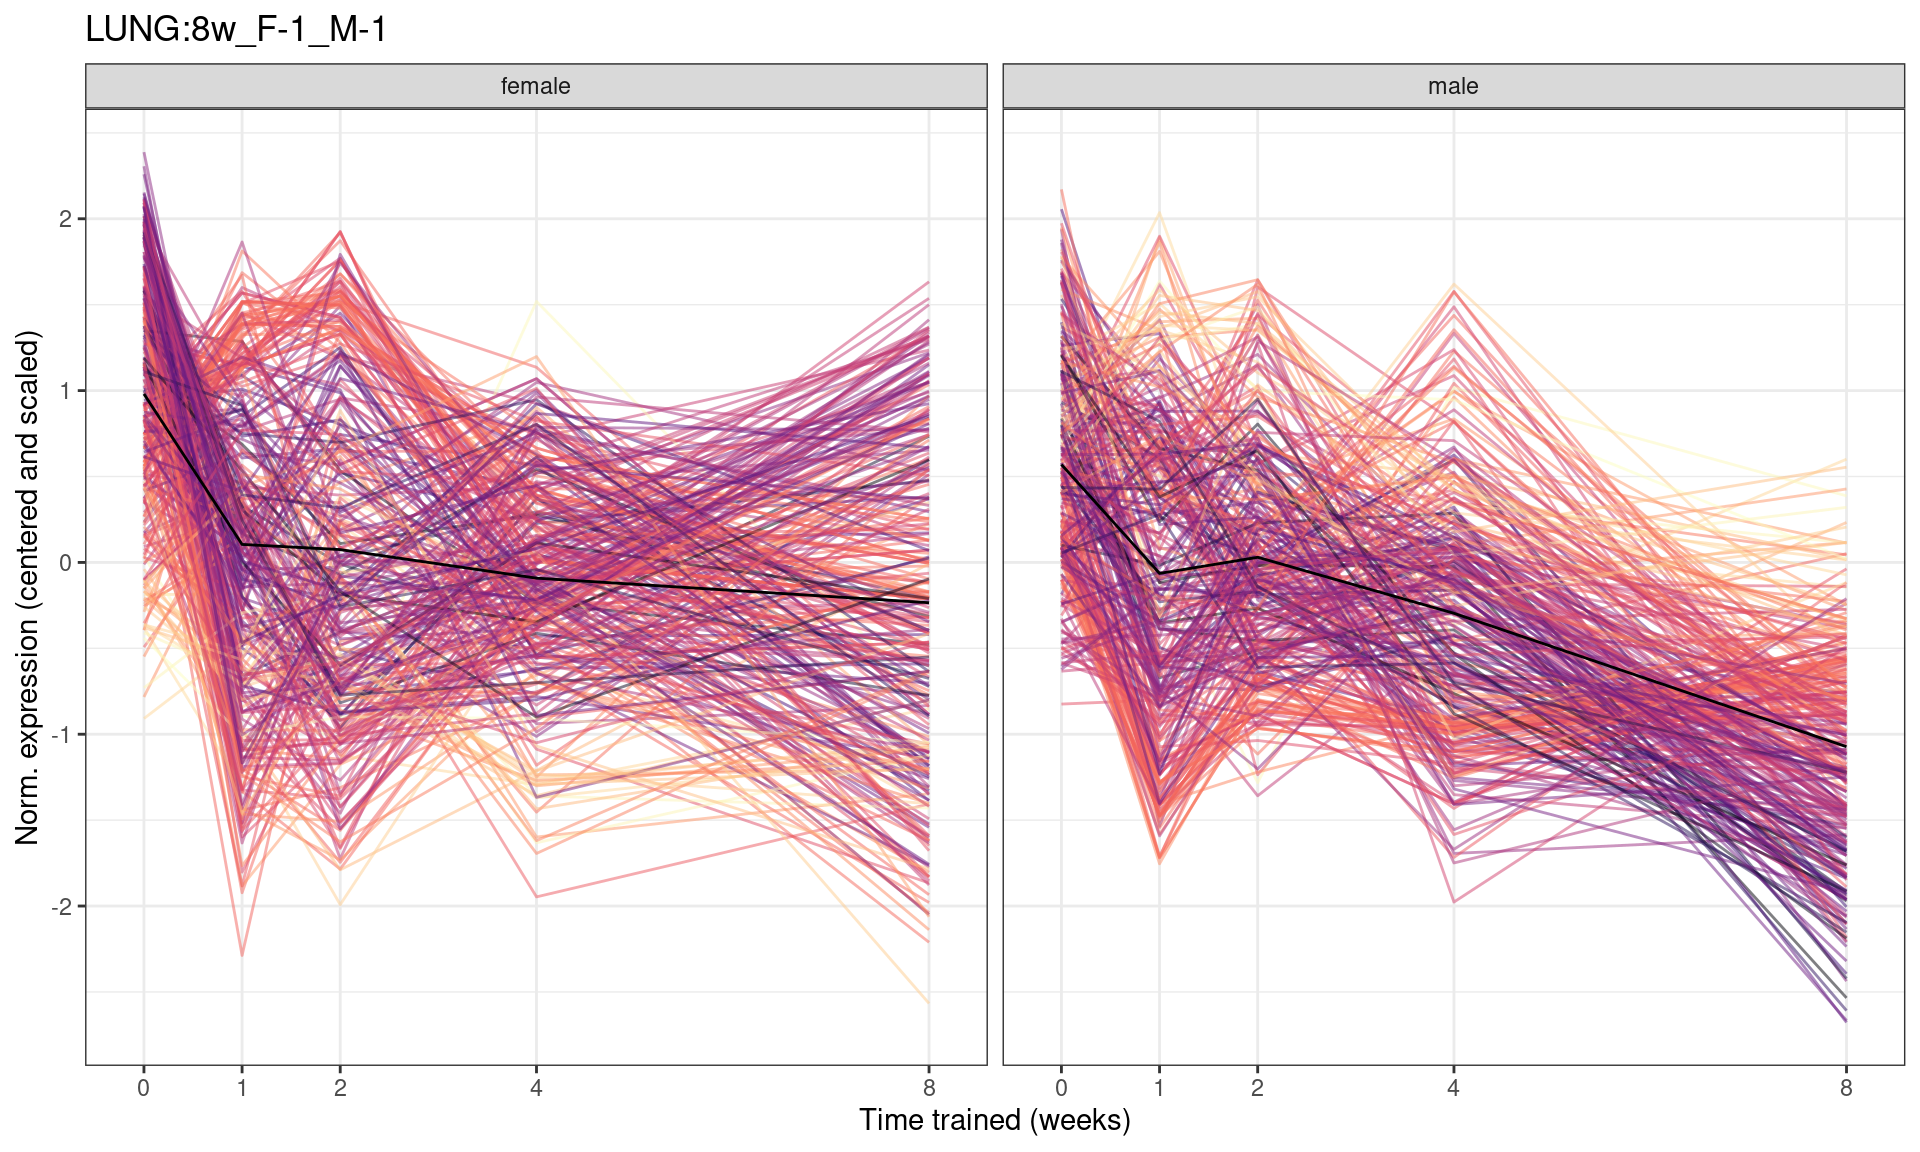 LUNG:8w_F-1_M-1
female
male
Norm. expression (centered and scaled)
2
1
0
-1
-2
0 1 2 4 8
0 1 2 4 8
Time trained (weeks)